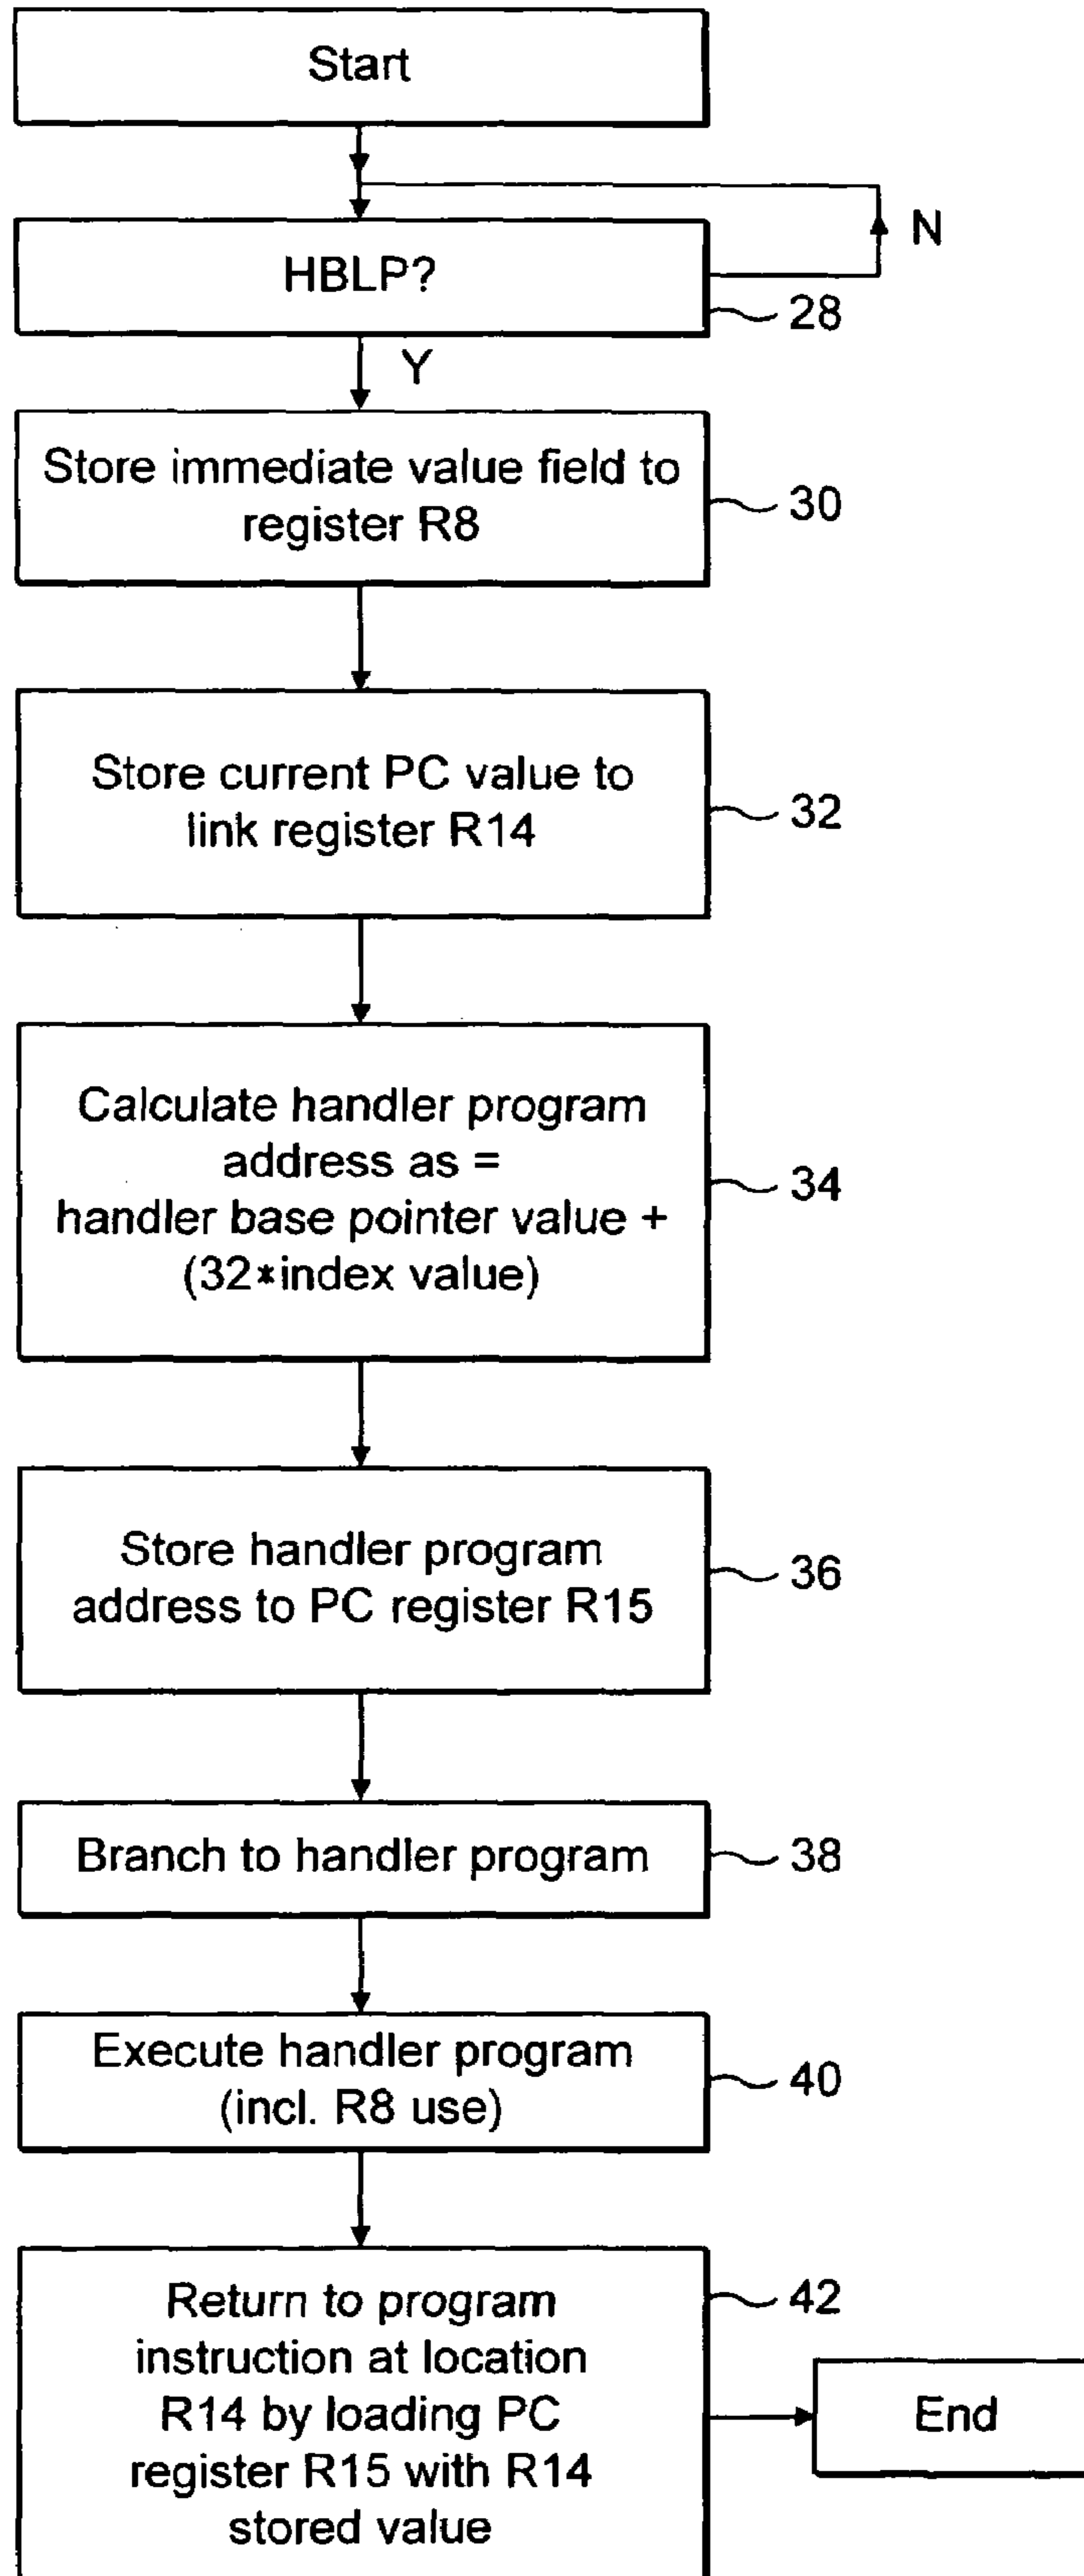 Start
N
HBLP?
28
Y
Store immediate value field to
register R8
30
Store current PC value to
link register R14
32
Calculate handler program
address as =
handler base pointer value +
(32*index value)
34
Store handler program
address to PC register R15
36
Branch to handler program
38
Execute handler program
(incl. R8 use)
40
Return to program
instruction at location
R14 by loading PC
register R15 with R14
stored value
42
End